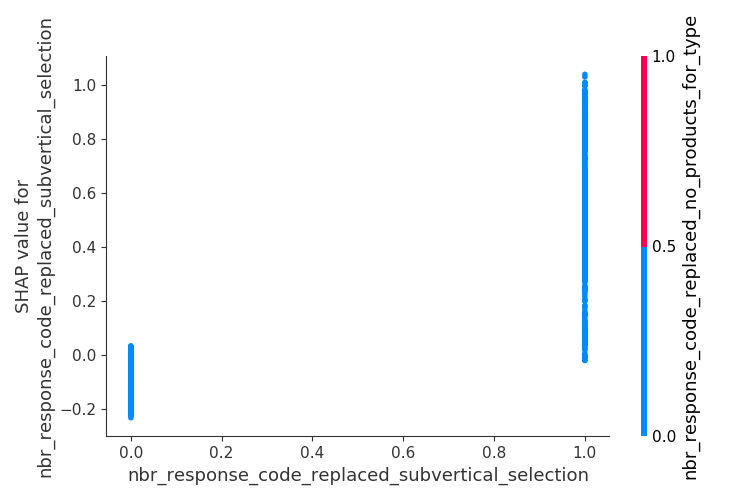 SHAP value for
nbr_response_code_replaced_subvertical_selection
1.0
0.8
0.6
0.4
0.2
0.0
−0.2
0.0 0.2 0.4 0.6 0.8 1.0
nbr_response_code_replaced_subvertical_selection
1.0
0.5
0.0
nbr_response_code_replaced_no_products_for_type